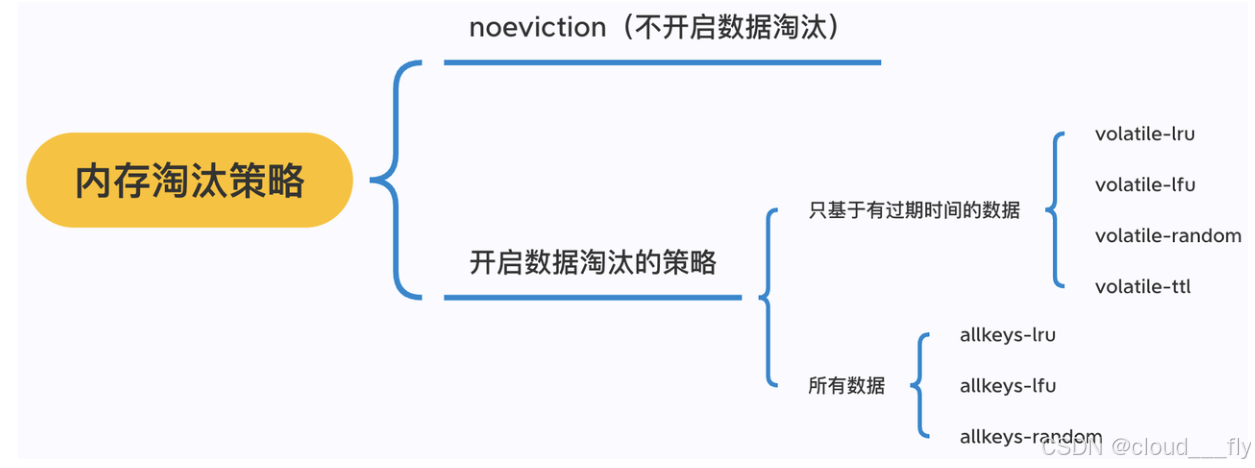 noeviction（不开启数据淘汰）
内存淘汰策略
开启数据淘汰的策略
只基于有过期时间的数据
volatile-lru
volatile-lfu
volatile-random
volatile-ttl
所有数据
allkeys-lru
allkeys-lfu
allkeys-random
CSDN @cloud___fly